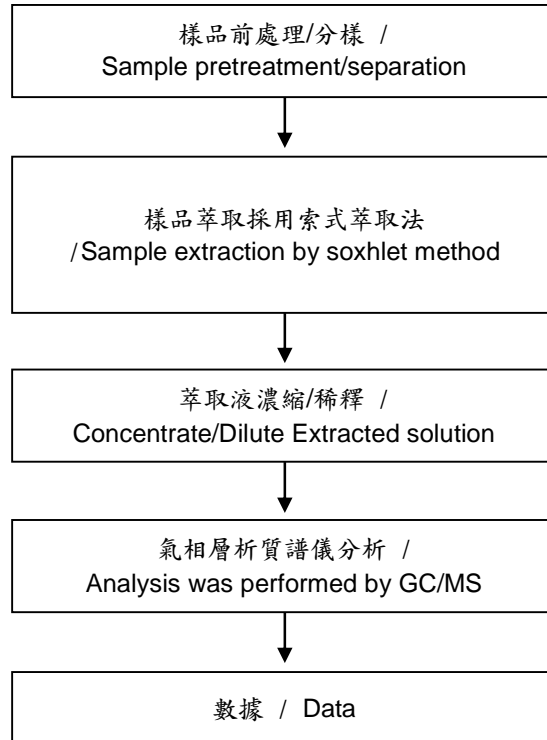 樣品前處理/分樣 /
Sample pretreatment/separation
樣品萃取採用索式萃取法
/Sample extraction by soxhlet method
萃取液濃縮/稀釋 /
Concentrate/Dilute Extracted solution
氣相層析質譜儀分析 /
Analysis was performed by GC/MS
數據 / Data